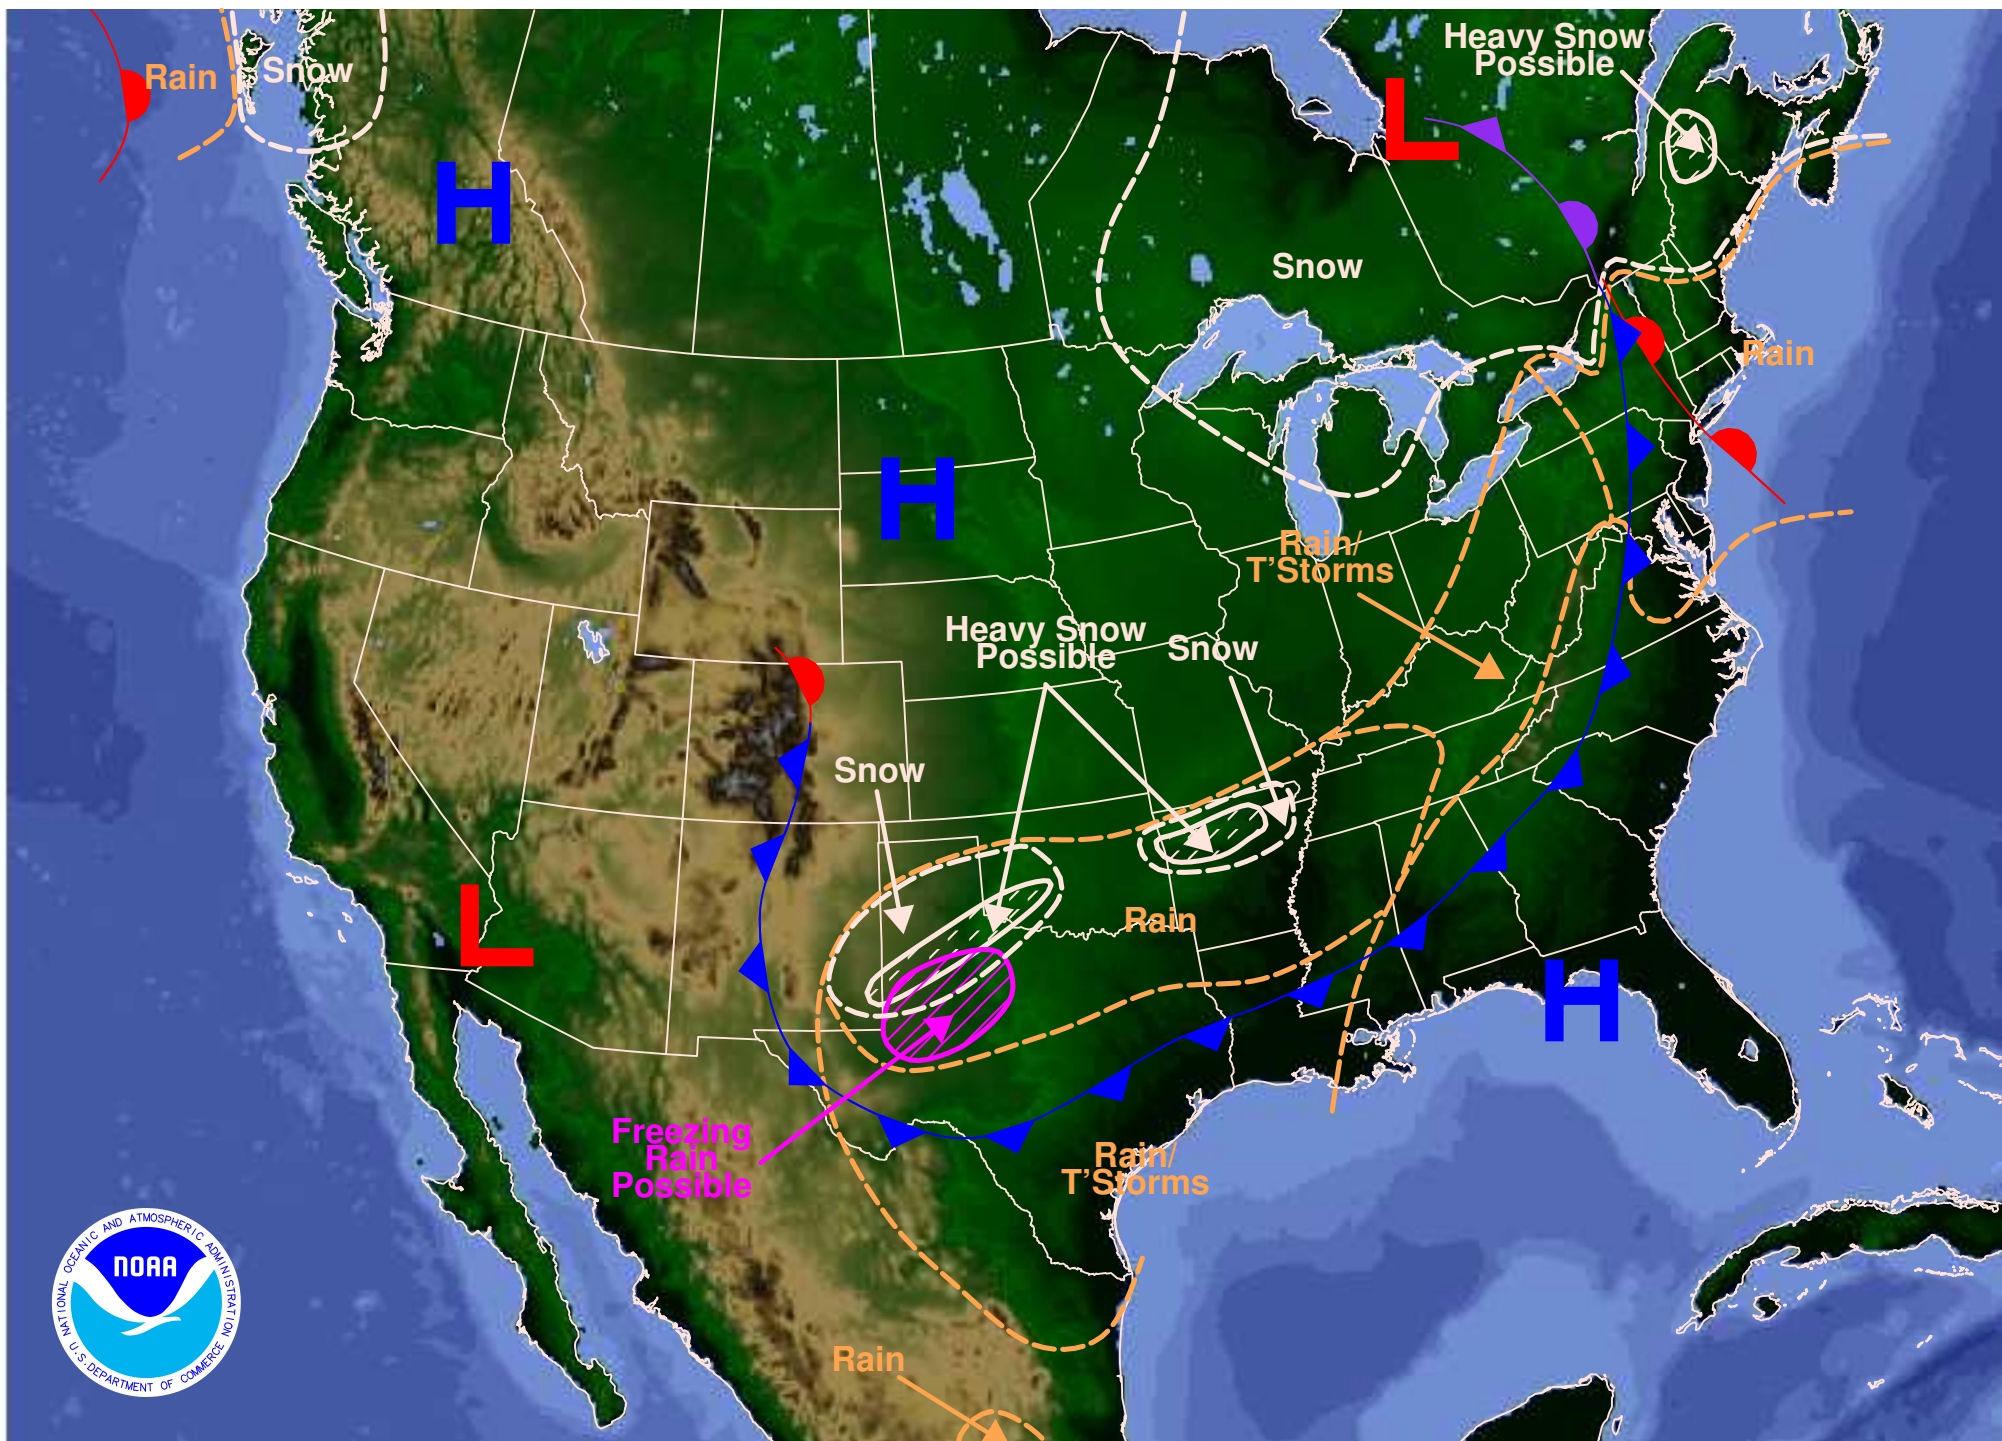 Heavy Snow
Possible
L
Rain
Snow
H
Snow
Rain
H
Rain/
T'Storms
Heavy Snow
Possible
Snow
Snow
L
Rain
H
Freezing
Rain
Possible
Rain/
T'Storms
Rain
NATIONAL OCEANIC AND ATMOSPHERIC ADMINISTRATION
NOAA
U.S. DEPARTMENT OF COMMERCE